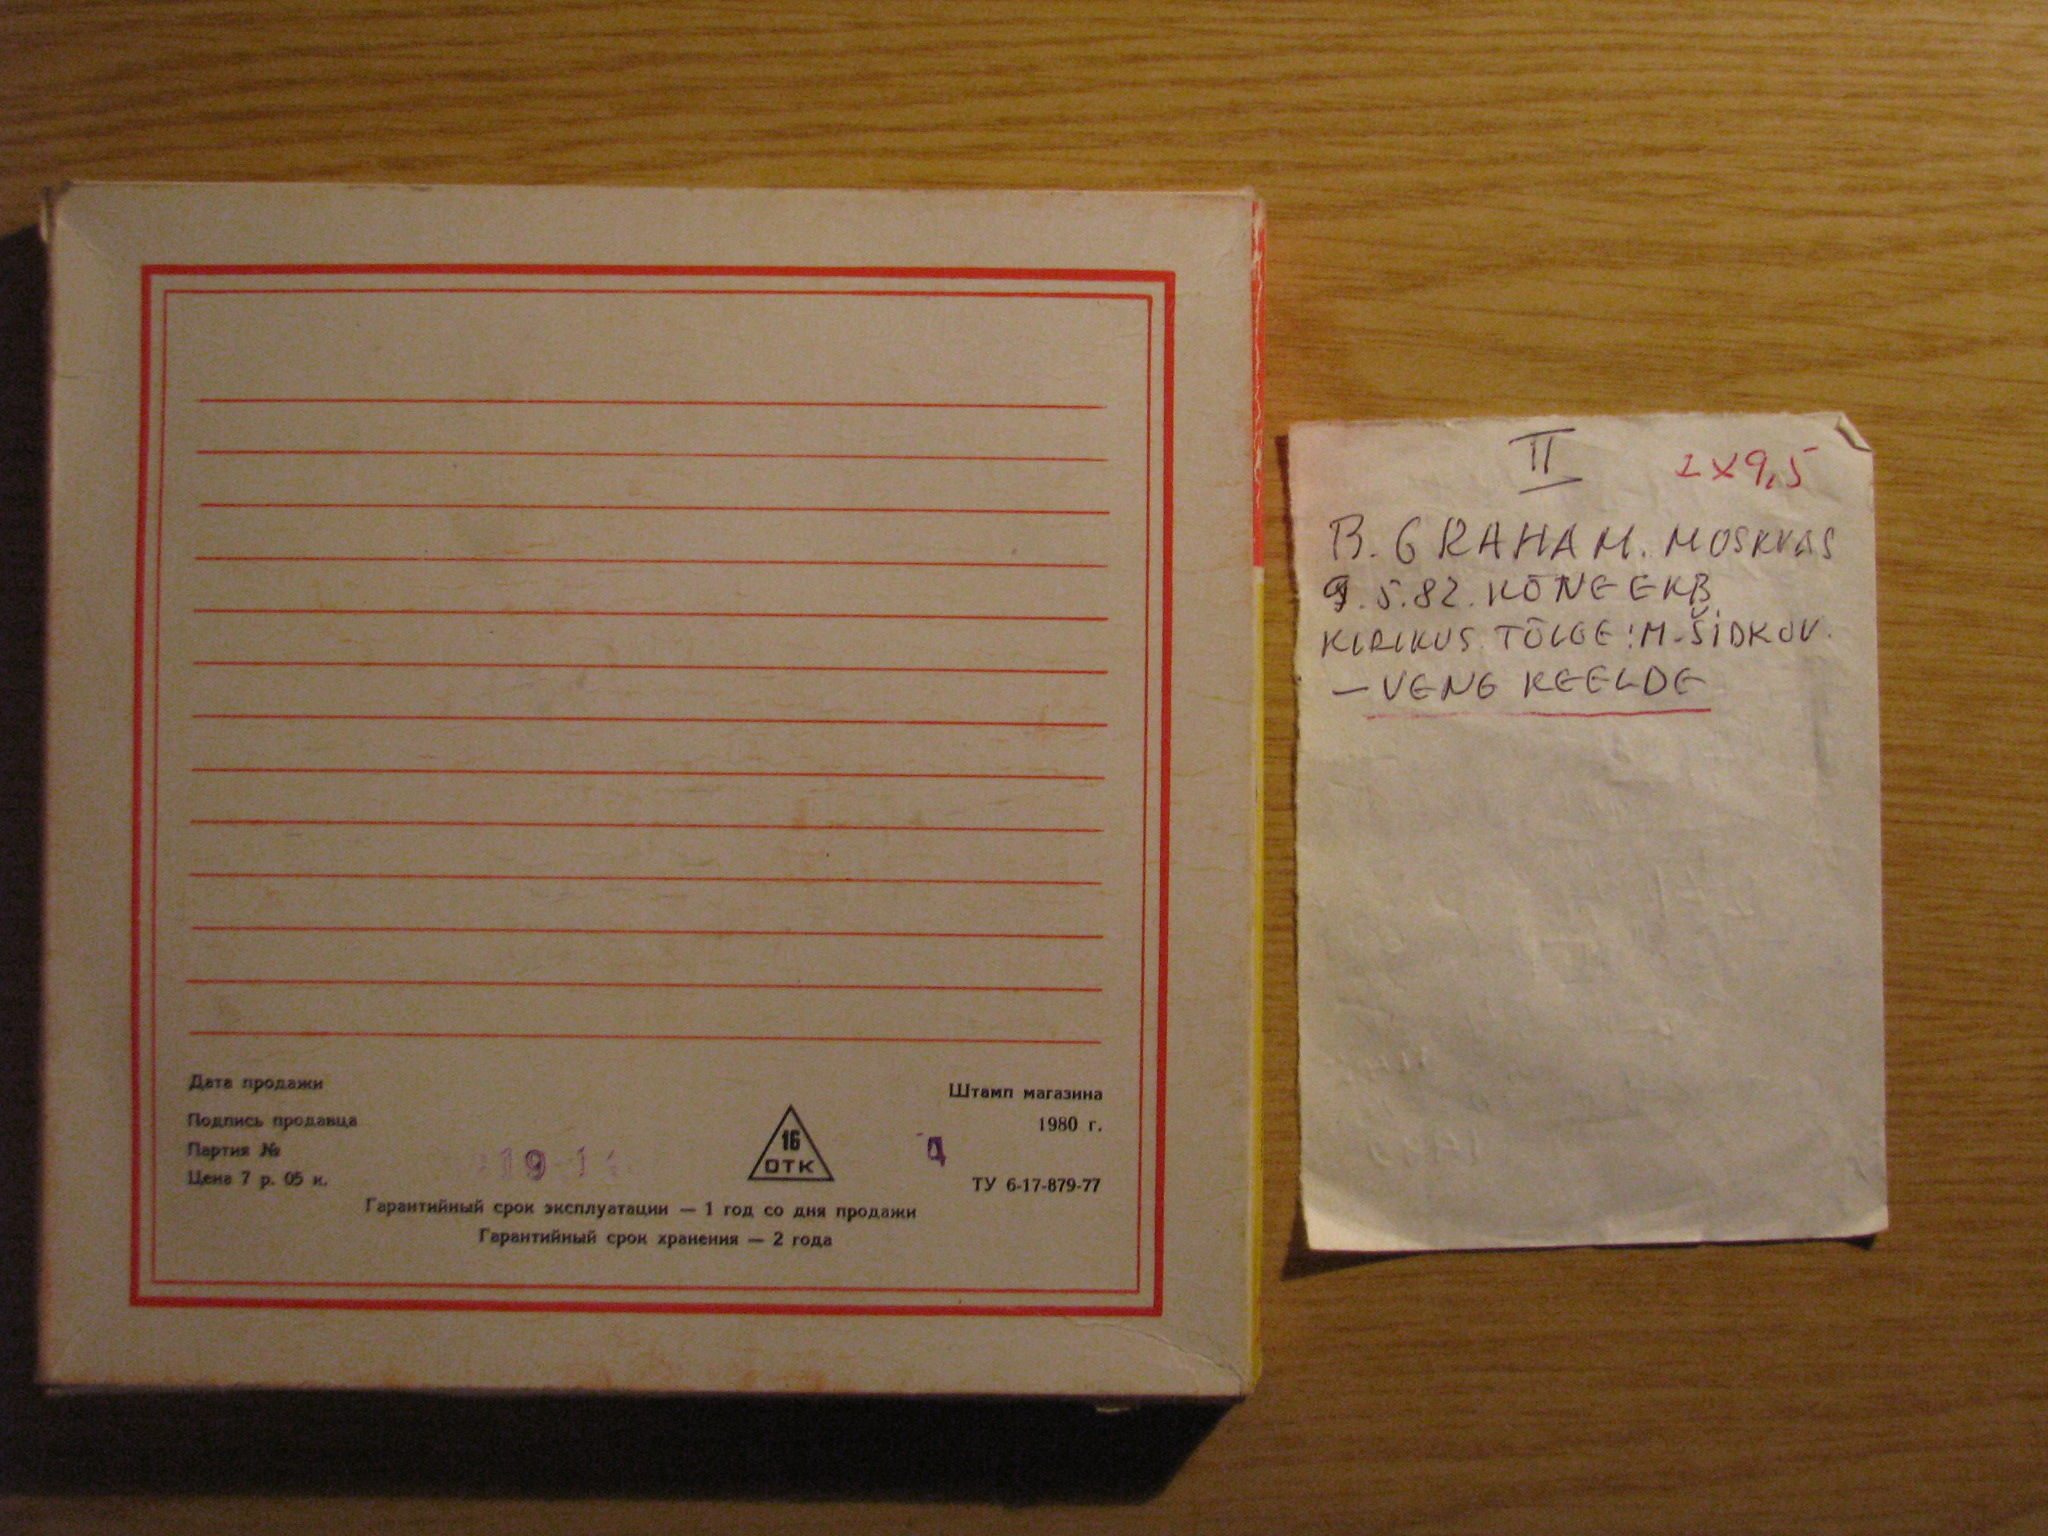 Дата продажи
Штамп магазина
Подпись продавца
1980 г.
Партия №
19 1
16
ОТК
Цена 7 р. 05 к.
ТУ 6-17-879-77
Гарантийный срок эксплуатации — 1 год со дня продажи
Гарантийный срок хранения — 2 года
II
2x9,5
B. GRAHAM. MOSKVAS
9.5.82. KÕNE EKB
KIRIKUS. TÕLGE: M. ŠIDKOV.
— VENE KEELDE